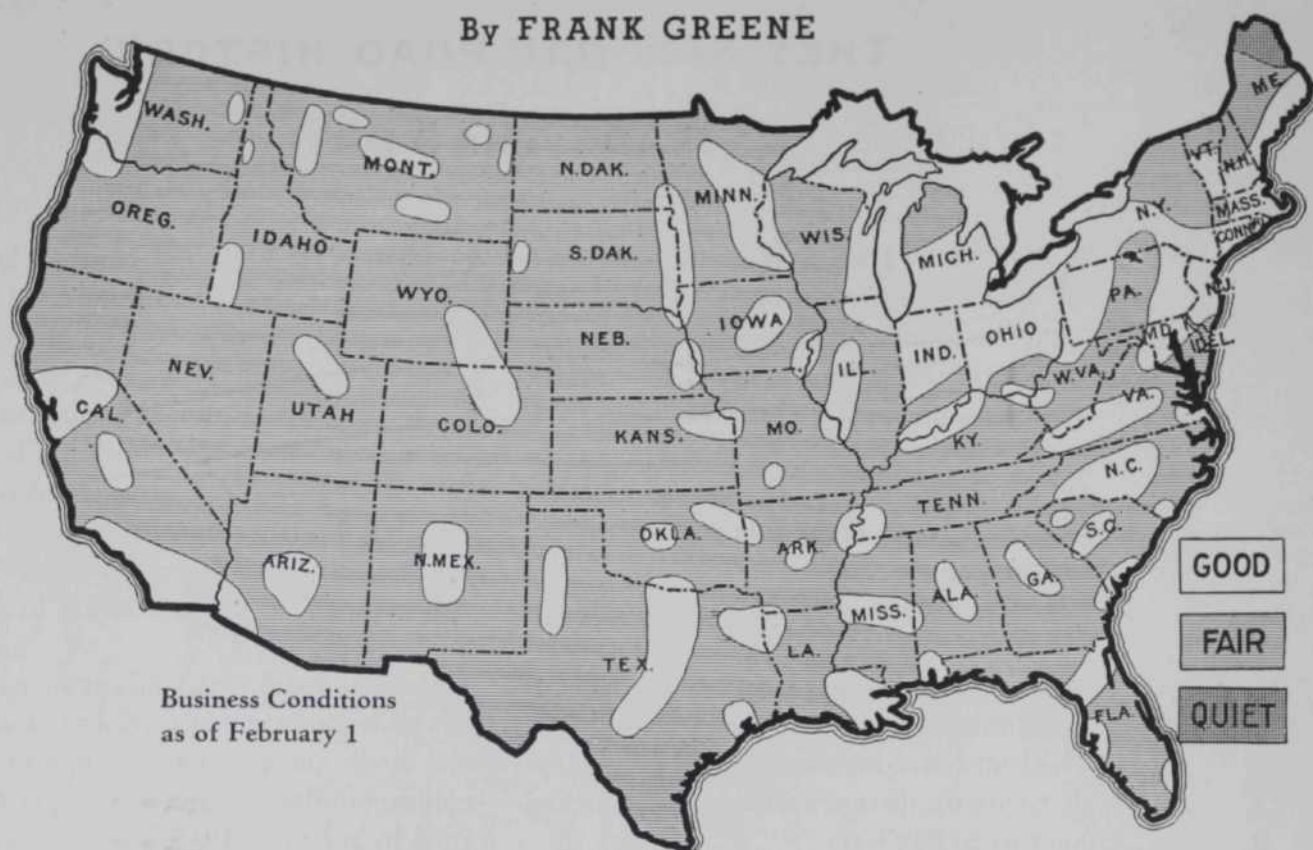 By FRANK GREENE
WASH.
MONT.
N.DAK.
MINN.
ME.
VT.
N.H.
OREG.
IDAHO
S.DAK.
WIS.
MICH.
N.Y.
MASS.
CONN.
WYO.
NEB.
IOWA
PA.
N.J.
NEV.
UTAH
COLO.
KANS.
MO.
ILL.
IND.
OHIO
W.VA.
MD.
DEL.
CAL.
KY.
VA.
N.C.
TENN.
ARIZ.
N.MEX.
OKLA.
ARK.
S.C.
MISS.
ALA.
GA.
TEX.
LA.
FLA.
GOOD
FAIR
QUIET
Business Conditions
as of February 1